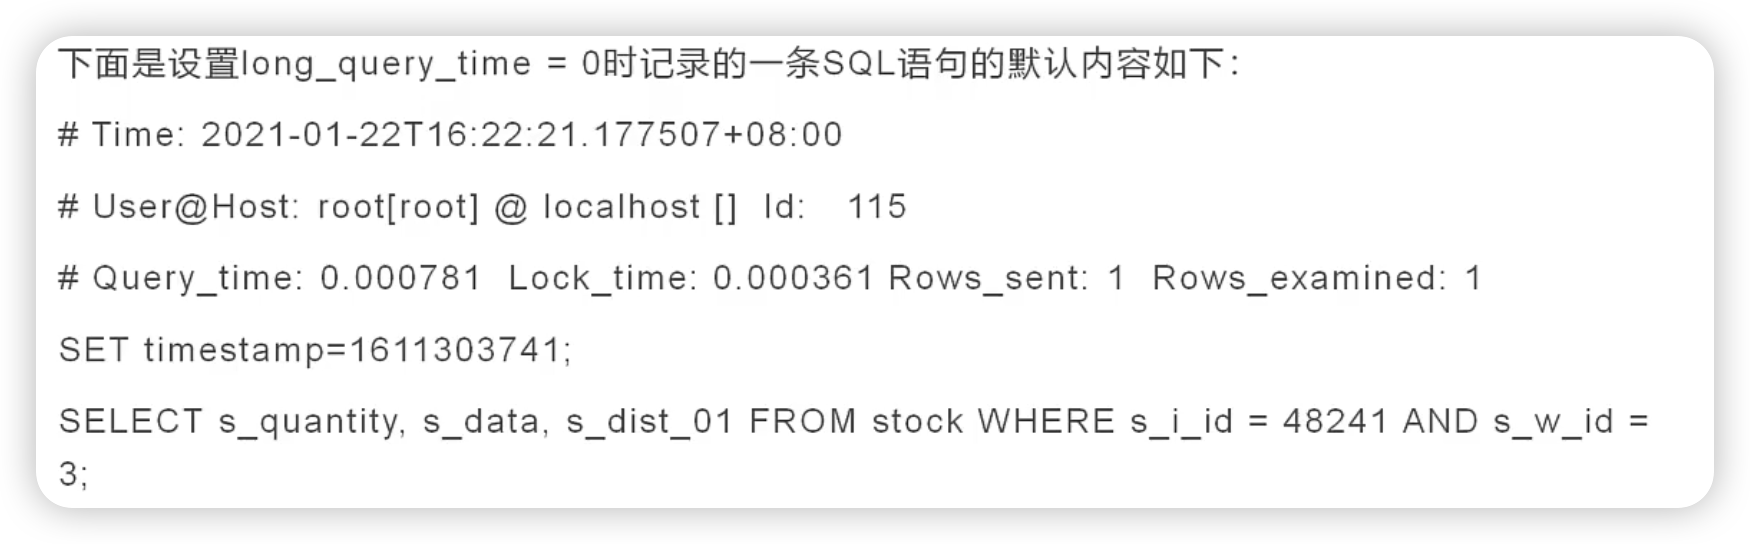 下面是设置long_query_time = 0时记录的一条SQL语句的默认内容如下：
# Time: 2021-01-22T16:22:21.177507+08:00
# User@Host: root[root] @ localhost []  Id:   115
# Query_time: 0.000781  Lock_time: 0.000361 Rows_sent: 1  Rows_examined: 1
SET timestamp=1611303741;
SELECT s_quantity, s_data, s_dist_01 FROM stock WHERE s_i_id = 48241 AND s_w_id =
3;